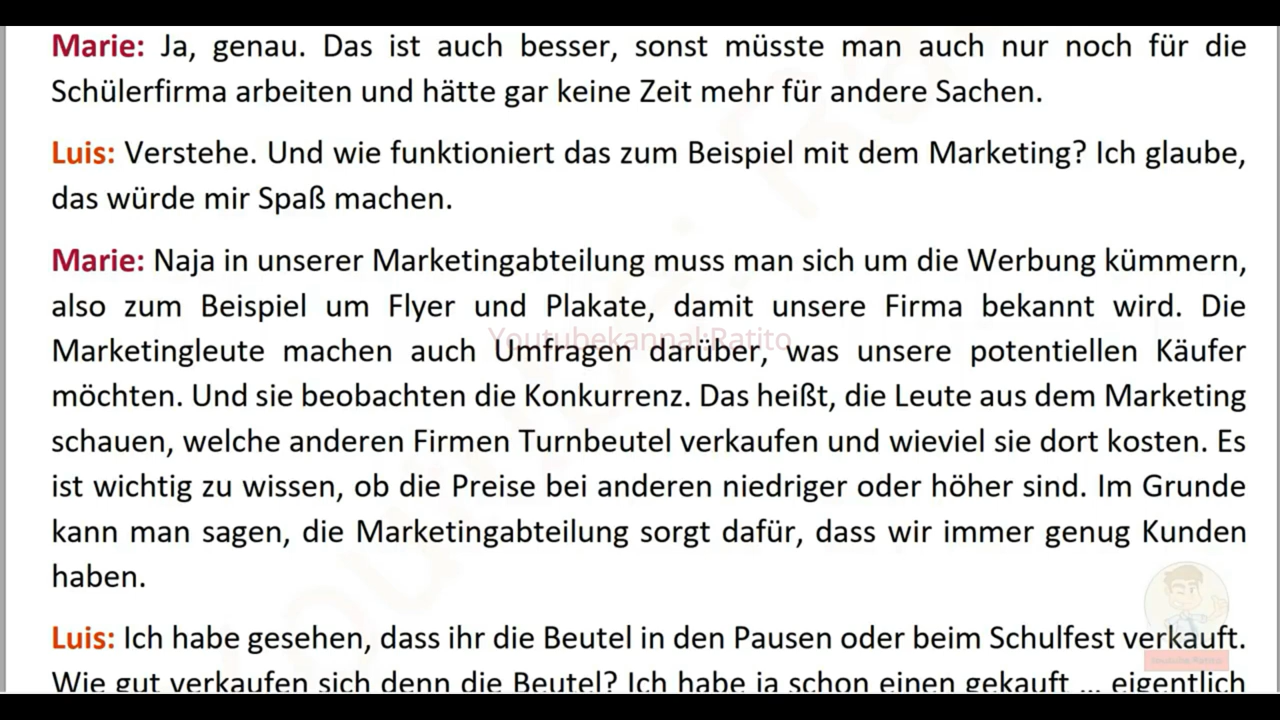 Marie: Ja, genau. Das ist auch besser, sonst müsste man auch nur noch für die
Schülerfirma arbeiten und hätte gar keine Zeit mehr für andere Sachen.
Luis: Verstehe. Und wie funktioniert das zum Beispiel mit dem Marketing? Ich glaube,
das würde mir Spaß machen.
Marie: Naja in unserer Marketingabteilung muss man sich um die Werbung kümmern,
also zum Beispiel um Flyer und Plakate, damit unsere Firma bekannt wird. Die
Youtubekannal:Ratito
Marketingleute machen auch Umfragen darüber, was unsere potentiellen Käufer
möchten. Und sie beobachten die Konkurrenz. Das heißt, die Leute aus dem Marketing
schauen, welche anderen Firmen Turnbeutel verkaufen und wieviel sie dort kosten. Es
ist wichtig zu wissen, ob die Preise bei anderen niedriger oder höher sind. Im Grunde
kann man sagen, die Marketingabteilung sorgt dafür, dass wir immer genug Kunden
haben.
Luis: Ich habe gesehen, dass ihr die Beutel in den Pausen oder beim Schulfest verkauft.
Wie gut verkaufen sich denn die Beutel? Ich habe ja schon einen gekauft ... eigentlich